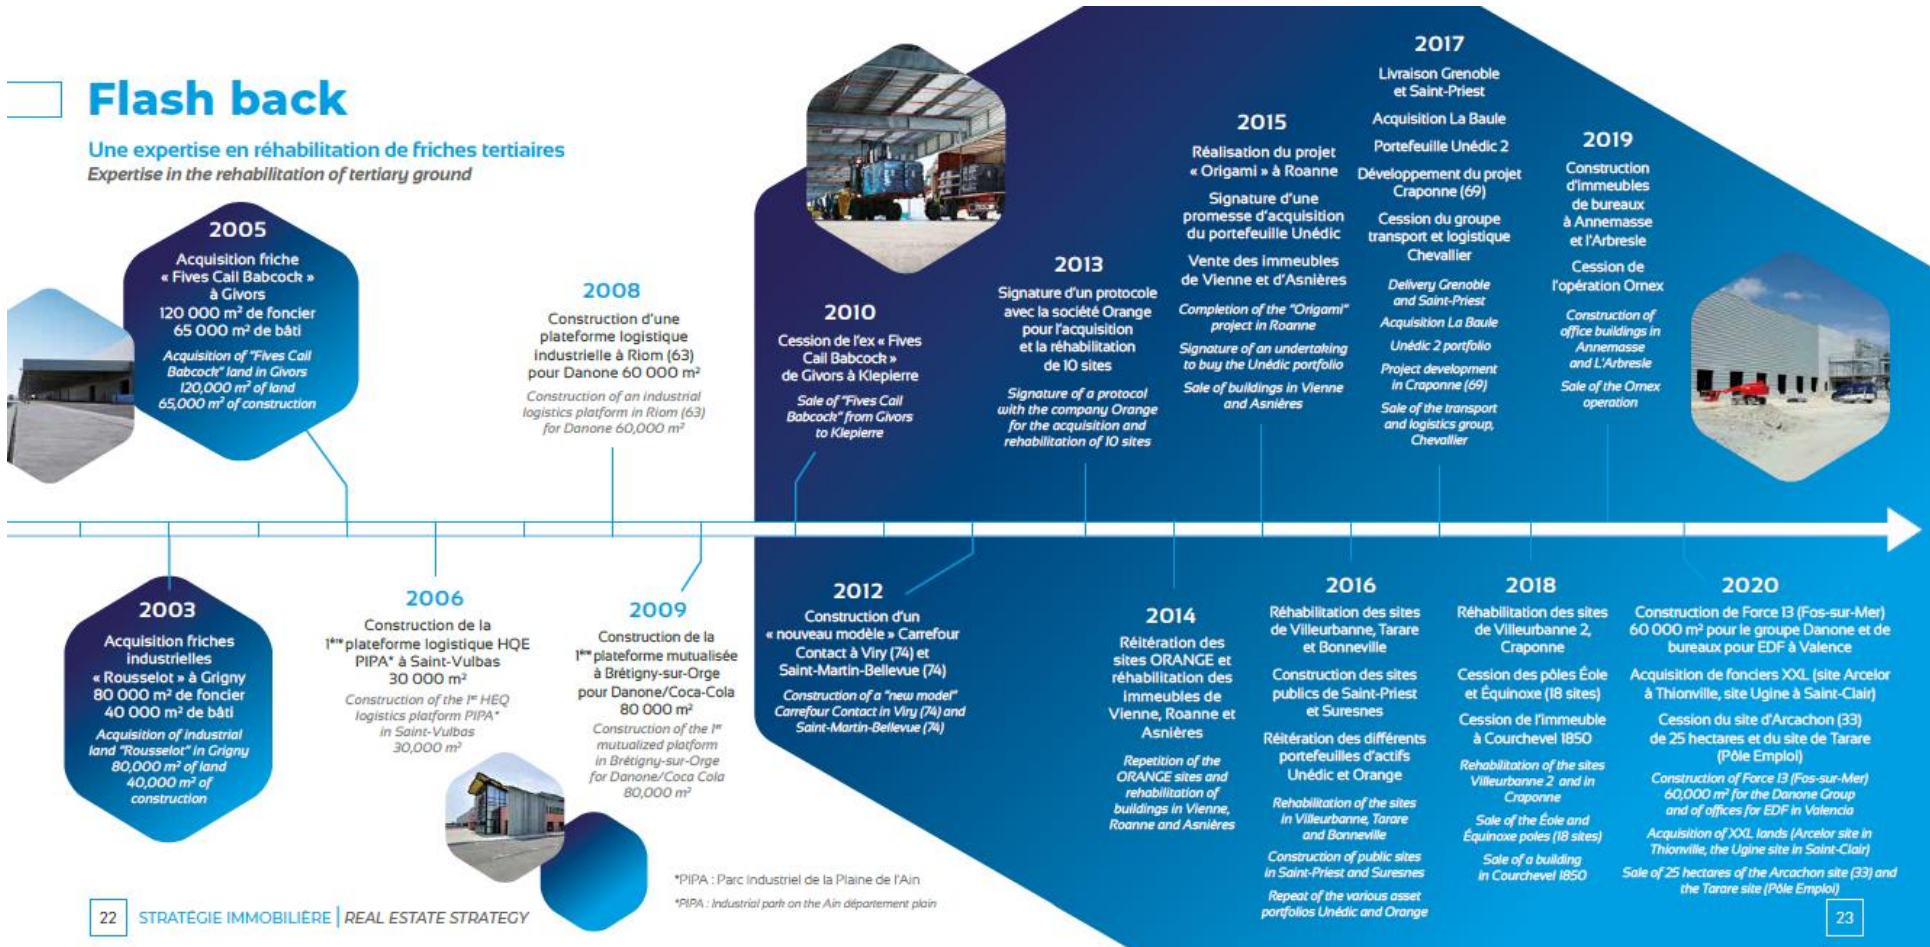 Flash back
Une expertise en réhabilitation de friches tertiaires
Expertise in the rehabilitation of tertiary ground
2003
Acquisition friches
industrielles
« Rousselot » à Grigny
80 000 m² de foncier
40 000 m² de bâti
Acquisition of industrial
land "Rousselot" in Grigny
80,000 m² of land
40,000 m² of
construction
2005
Acquisition friche
« Fives Cail Babcock »
à Givors
120 000 m² de foncier
65 000 m² de bâti
Acquisition of "Fives Cail
Babcock" land in Givors
120,000 m² of land
65,000 m² of construction
2006
Construction de la
1ère plateforme logistique HQE
PIPA* à Saint-Vulbas
30 000 m²
Construction of the 1st HEQ
logistics platform PIPA*
in Saint-Vulbas
30,000 m²
2008
Construction d'une
plateforme logistique
industrielle à Riom (63)
pour Danone 60 000 m²
Construction of an industrial
logistics platform in Riom (63)
for Danone 60,000 m²
2009
Construction de la
1ère plateforme mutualisée
à Brétigny-sur-Orge
pour Danone/Coca-Cola
80 000 m²
Construction of the 1st
mutualized platform
in Brétigny-sur-Orge
for Danone/Coca Cola
80,000 m²
2010
Cession de l'ex « Fives
Cail Babcock »
de Givors à Klepierre
Sale of "Fives Cail
Babcock" from Givors
to Klepierre
2012
Construction d'un
« nouveau modèle » Carrefour
Contact à Viry (74) et
Saint-Martin-Bellevue (74)
Construction of a "new model"
Carrefour Contact in Viry (74) and
Saint-Martin-Bellevue (74)
2013
Signature d'un protocole
avec la société Orange
pour l'acquisition
et la réhabilitation
de 10 sites
Signature of a protocol
with the company Orange
for the acquisition and
rehabilitation of 10 sites
2014
Réitération des
sites ORANGE et
réhabilitation des
immeubles de
Vienne, Roanne et
Asnières
Repetition of the
ORANGE sites and
rehabilitation of
buildings in Vienne,
Roanne and Asnières
2015
Réalisation du projet
« Origami » à Roanne
Signature d'une
promesse d'acquisition
du portefeuille Unédic
Vente des immeubles
de Vienne et d'Asnières
Completion of the "Origami"
project in Roanne
Signature of an undertaking
to buy the Unédic portfolio
Sale of buildings in Vienne
and Asnières
2016
Réhabilitation des sites
de Villeurbanne, Tarare
et Bonneville
Construction des sites
publics de Saint-Priest
et Suresnes
Réitération des différents
portefeuilles d'actifs
Unédic et Orange
Rehabilitation of the sites
in Villeurbanne, Tarare
and Bonneville
Construction of public sites
in Saint-Priest and Suresnes
Repeat of the various asset
portfolios Unédic and Orange
2017
Livraison Grenoble
et Saint-Priest
Acquisition La Baule
Portefeuille Unédic 2
Développement du projet
Craponne (69)
Cession du groupe
transport et logistique
Chevallier
Delivery Grenoble
and Saint-Priest
Acquisition La Baule
Unédic 2 portfolio
Project development
in Craponne (69)
Sale of the transport
and logistics group,
Chevallier
2018
Réhabilitation des sites
de Villeurbanne 2,
Craponne
Cession des pôles Éole
et Équinoxe (18 sites)
Cession de l'immeuble
à Courchevel 1850
Rehabilitation of the sites
Villeurbanne 2 and in
Craponne
Sale of the Éole and
Équinoxe poles (18 sites)
Sale of a building
in Courchevel 1850
2019
Construction
d'immeubles
de bureaux
à Annemasse
et l'Arbresle
Cession de
l'opération Ornex
Construction of
office buildings in
Annemasse
and L'Arbresle
Sale of the Ornex
operation
2020
Construction de Force 13 (Fos-sur-Mer)
60 000 m² pour le groupe Danone et de
bureaux pour EDF à Valence
Acquisition de fonciers XXL (site Arcelor
à Thionville, site Ugine à Saint-Clair)
Cession du site d'Arcachon (33)
de 25 hectares et du site de Tarare
(Pôle Emploi)
Construction of Force 13 (Fos-sur-Mer)
60,000 m² for the Danone Group
and of offices for EDF in Valencia
Acquisition of XXL lands (Arcelor site in
Thionville, the Ugine site in Saint-Clair)
Sale of 25 hectares of the Arcachon site (33) and
the Tarare site (Pôle Emploi)
*PIPA : Parc Industriel de la Plaine de l'Ain
*PIPA : Industrial park on the Ain département plain
22 STRATÉGIE IMMOBILIÈRE | REAL ESTATE STRATEGY
23